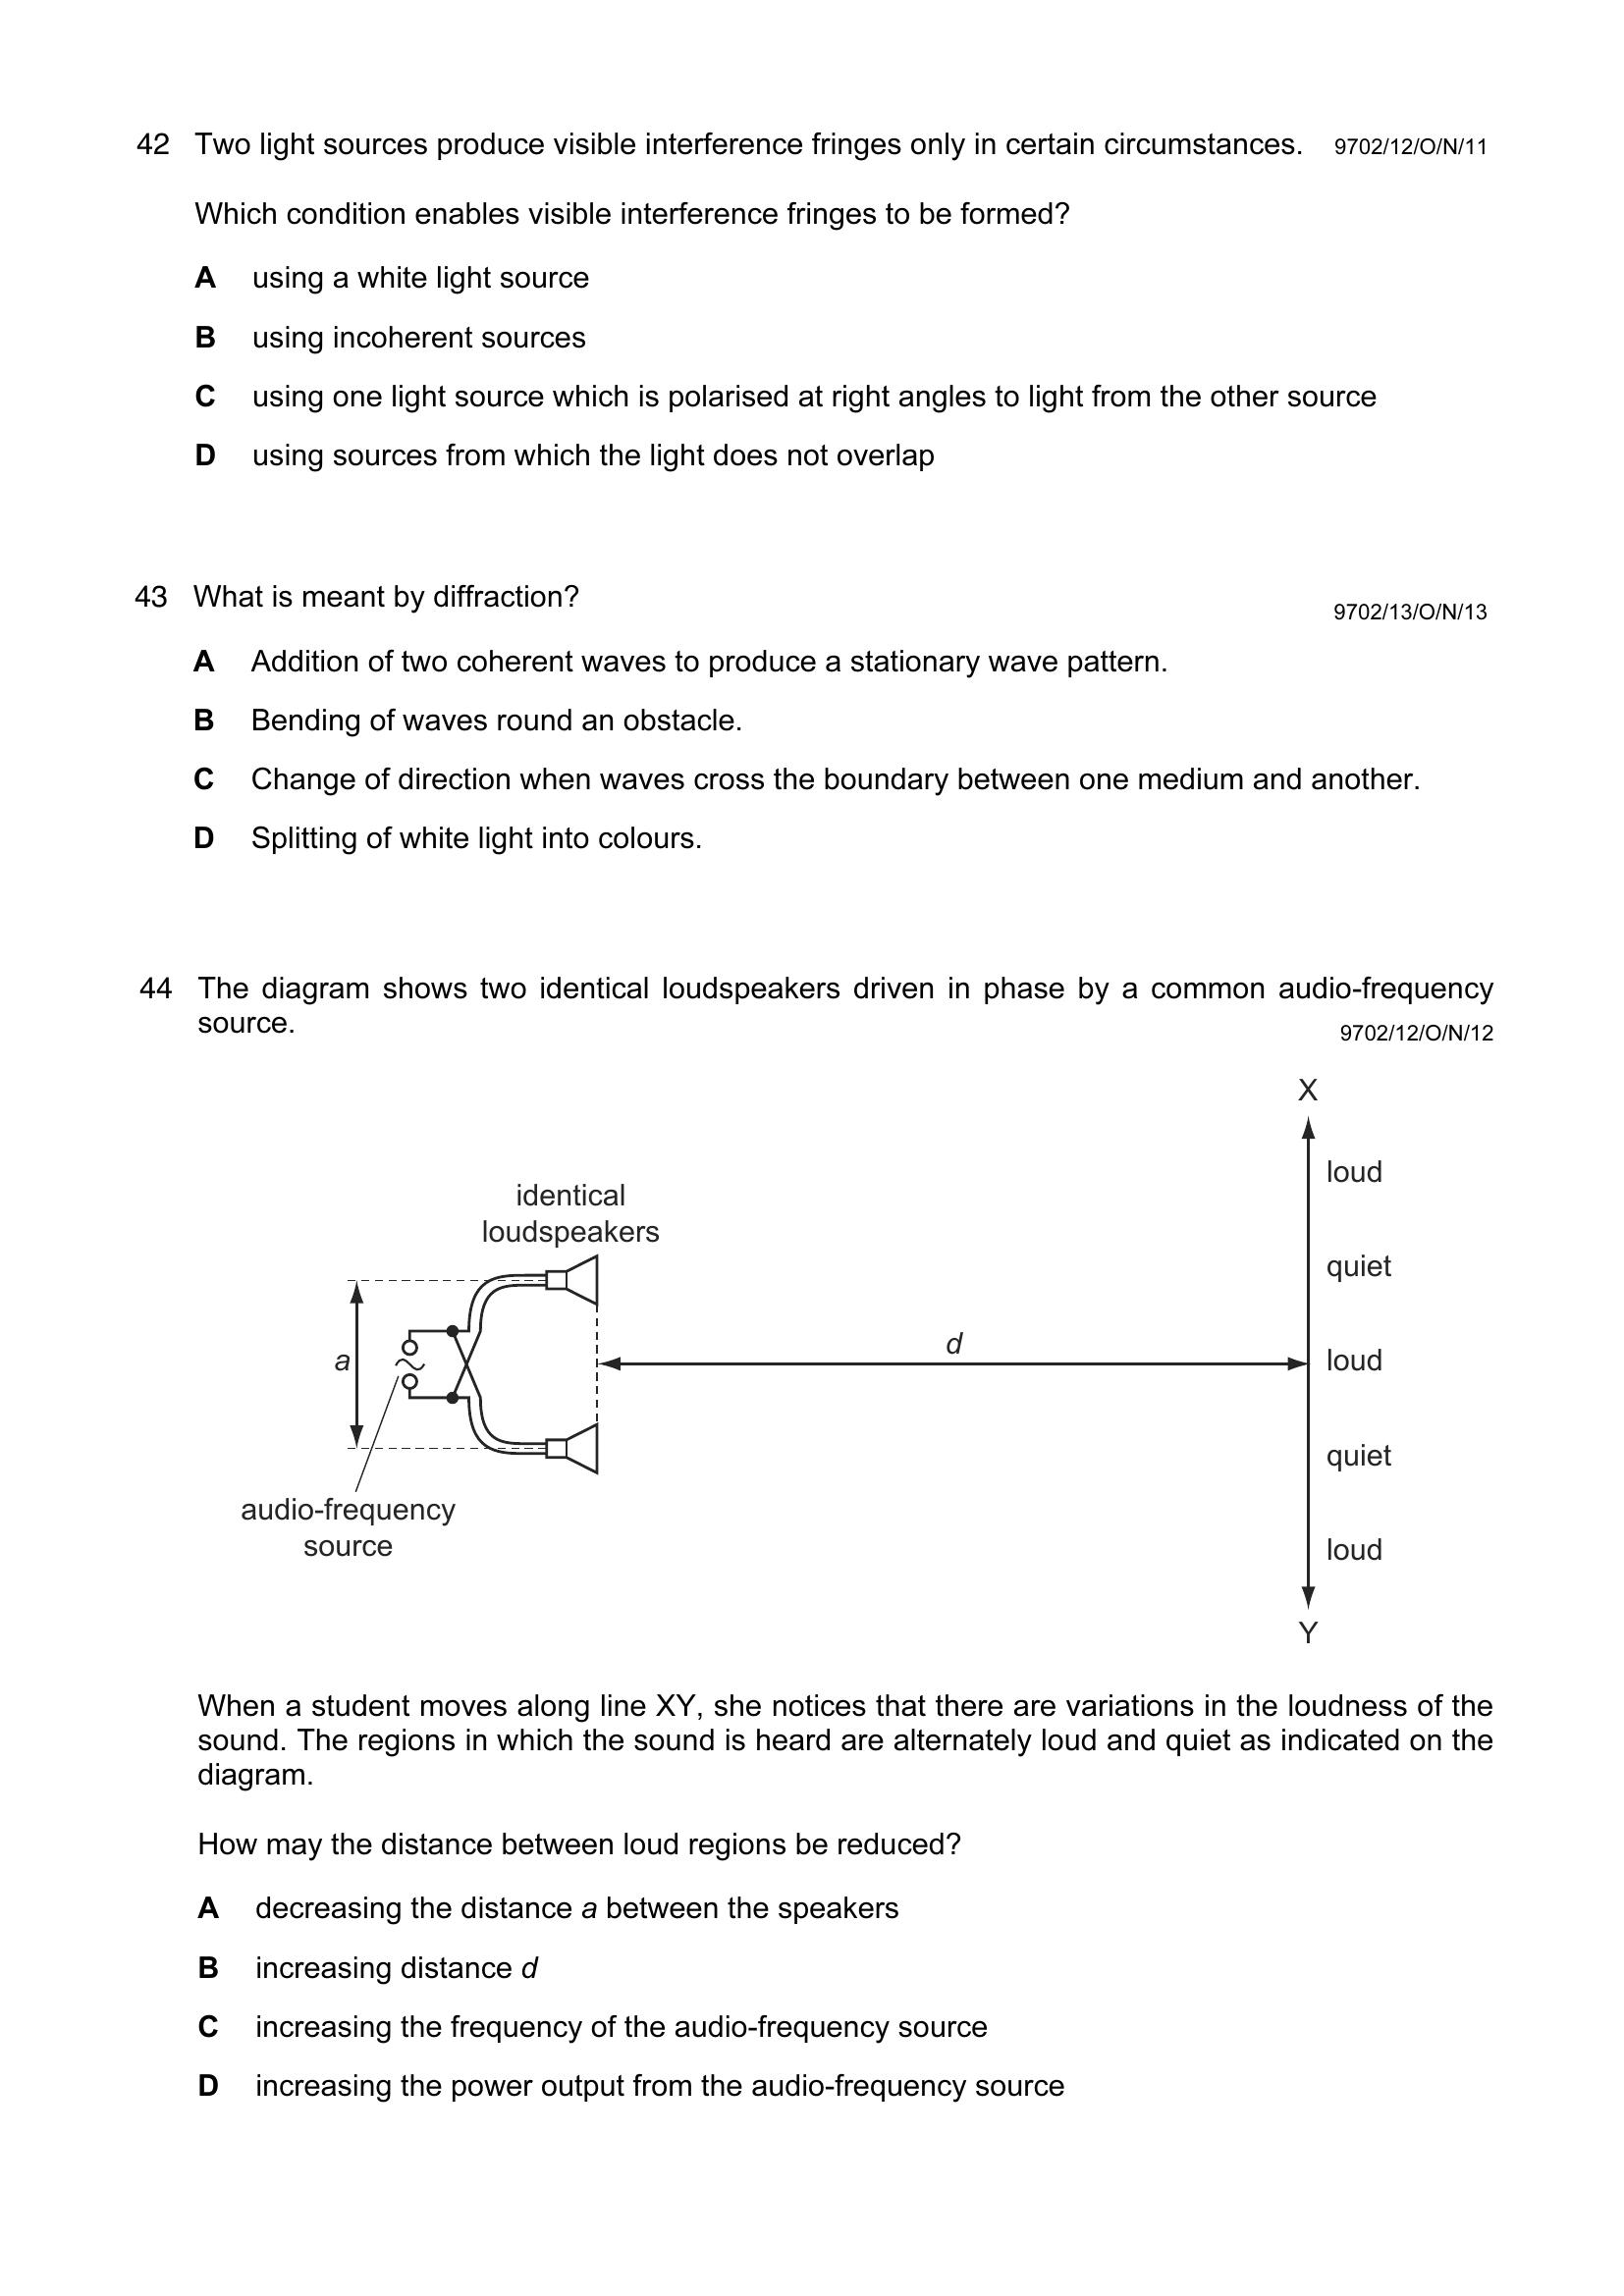 42 Two light sources produce visible interference fringes only in certain circumstances. 9702/12/O/N/11
Which condition enables visible interference fringes to be formed?
A using a white light source
B using incoherent sources
C using one light source which is polarised at right angles to light from the other source
D using sources from which the light does not overlap
43 What is meant by diffraction?
9702/13/O/N/13
A Addition of two coherent waves to produce a stationary wave pattern.
B Bending of waves round an obstacle.
C Change of direction when waves cross the boundary between one medium and another.
D Splitting of white light into colours.
44 The diagram shows two identical loudspeakers driven in phase by a common audio-frequency
source.
9702/12/O/N/12
X
loud
identical
loudspeakers
quiet
d
a
loud
quiet
audio-frequency
source
loud
Y
When a student moves along line XY, she notices that there are variations in the loudness of the
sound. The regions in which the sound is heard are alternately loud and quiet as indicated on the
diagram.
How may the distance between loud regions be reduced?
A decreasing the distance a between the speakers
B increasing distance d
C increasing the frequency of the audio-frequency source
D increasing the power output from the audio-frequency source